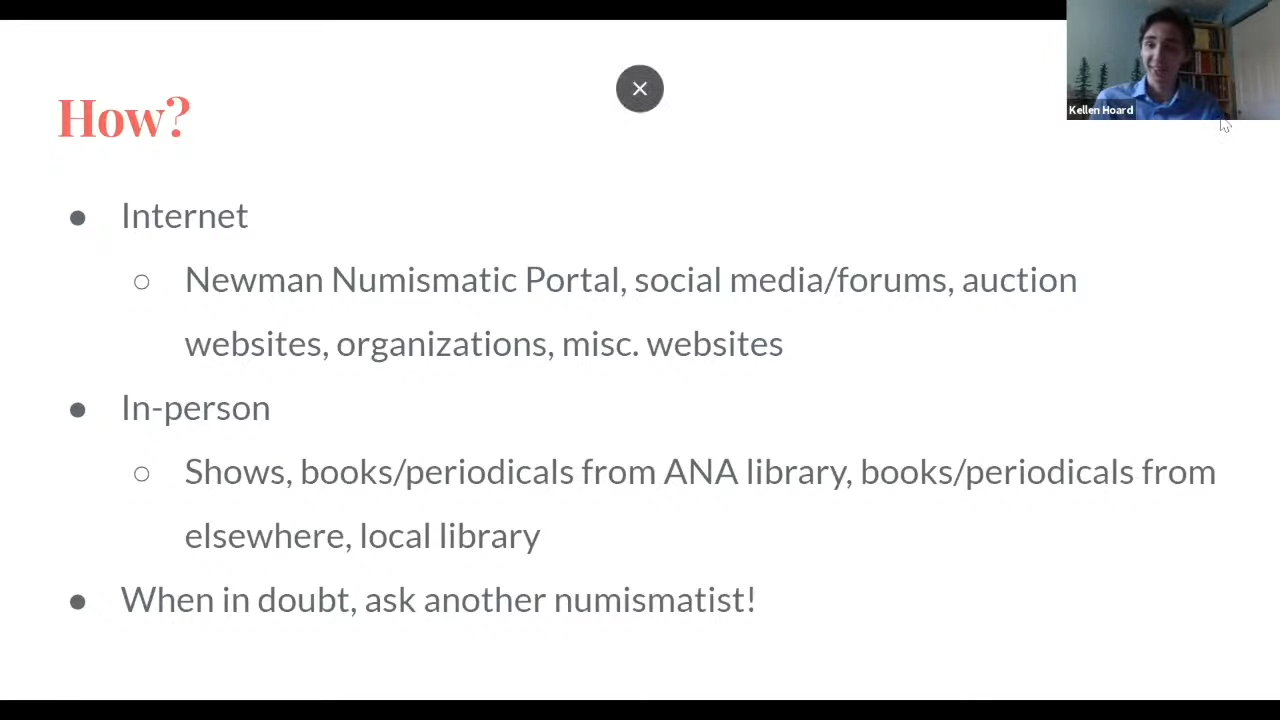 How?
Kellen Hoard
● Internet
○ Newman Numismatic Portal, social media/forums, auction
websites, organizations, misc. websites
● In-person
○ Shows, books/periodicals from ANA library, books/periodicals from
elsewhere, local library
● When in doubt, ask another numismatist!